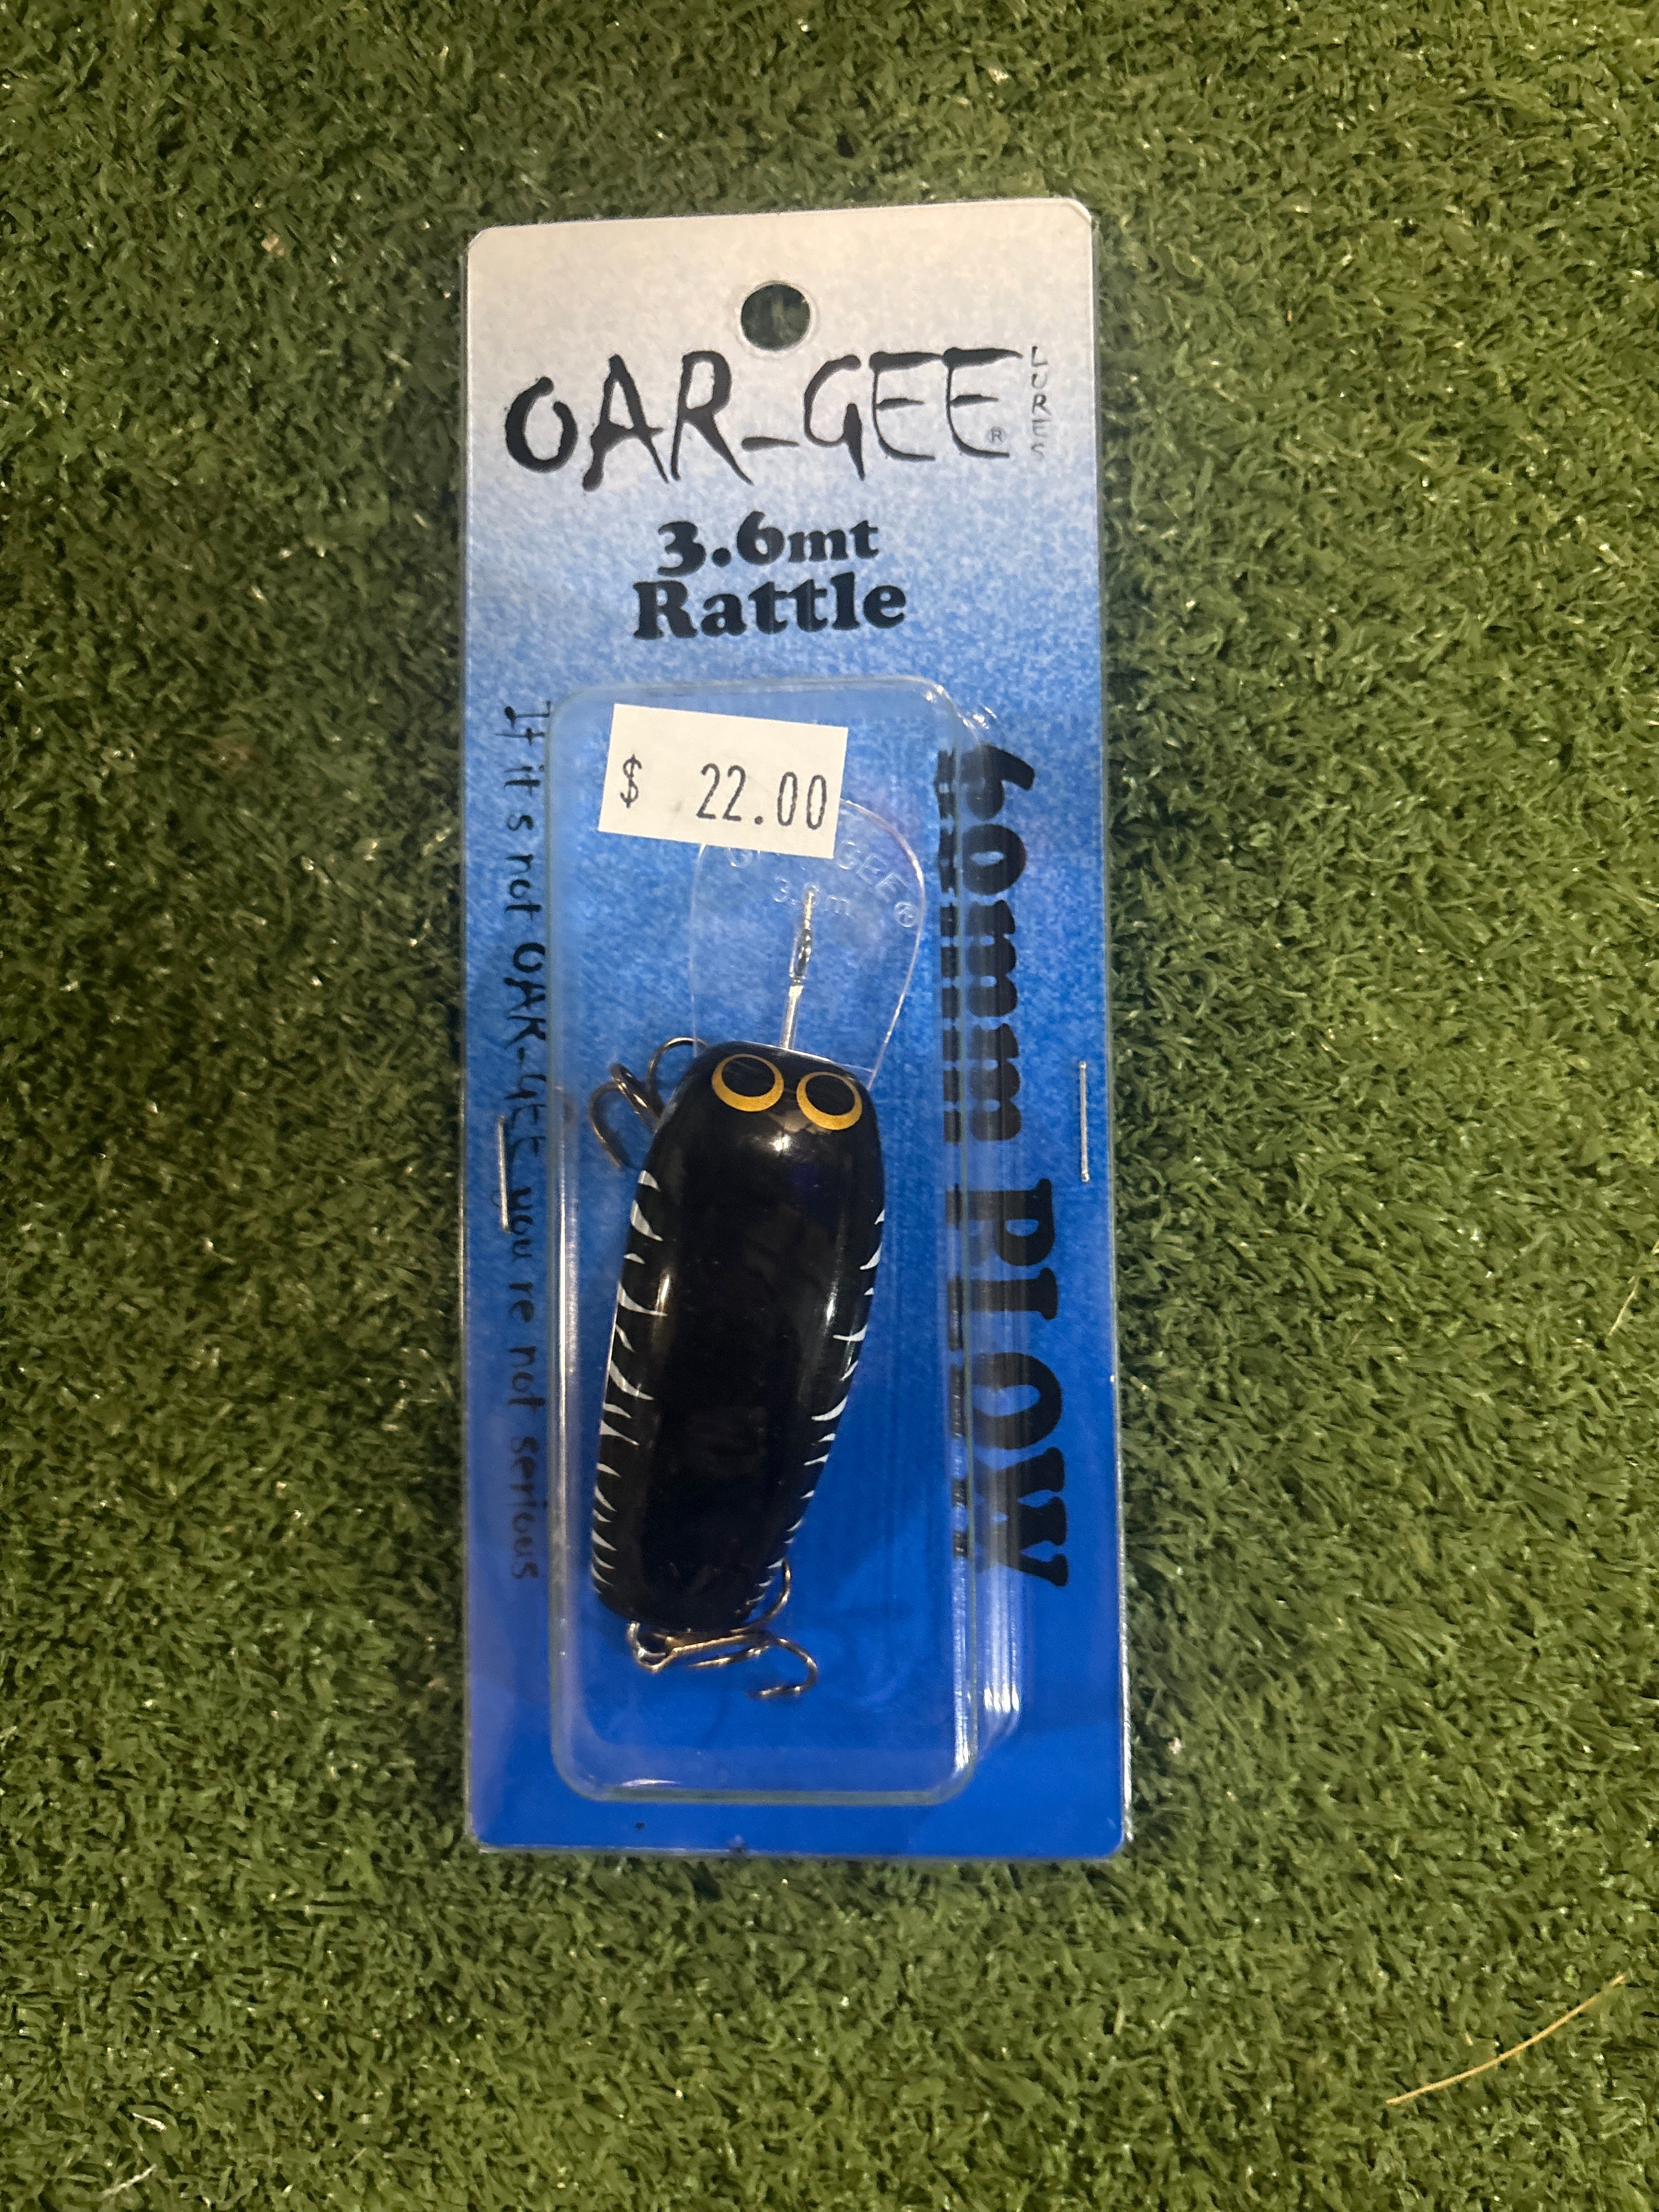 OAR-GEE®
LURES
3.6mt
Rattle
$ 22.00
GEE®
If it s not OAR-GEE you re not serious
60mm PLOW